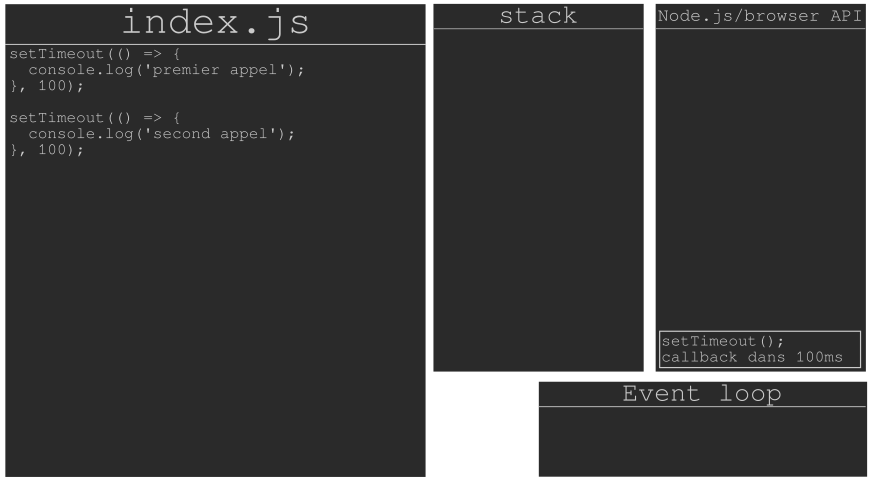 index.js
setTimeout(() => {
  console.log('premier appel');
}, 100);

setTimeout(() => {
  console.log('second appel');
}, 100);
stack
Node.js/browser API
setTimeout();
callback dans 100ms
Event loop